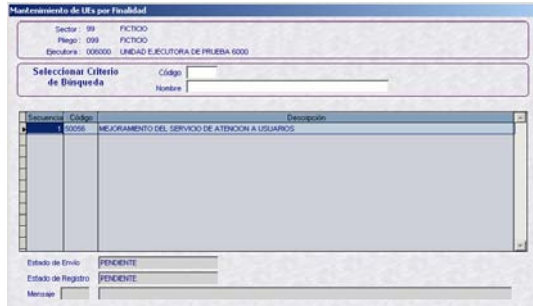 Mantenimiento de UEs por Finalidad
Sector : 99 FICTICIO
Pliego : 099 FICTICIO
Ejecutora : 006000 UNIDAD EJECUTORA DE PRUEBA 6000
Seleccionar Criterio
de Búsqueda
Código
Nombre
Secuencia Código Descripción
1 50056 MEJORAMIENTO DEL SERVICIO DE ATENCION A USUARIOS
Estado de Envío PENDIENTE
Estado de Registro PENDIENTE
Mensaje